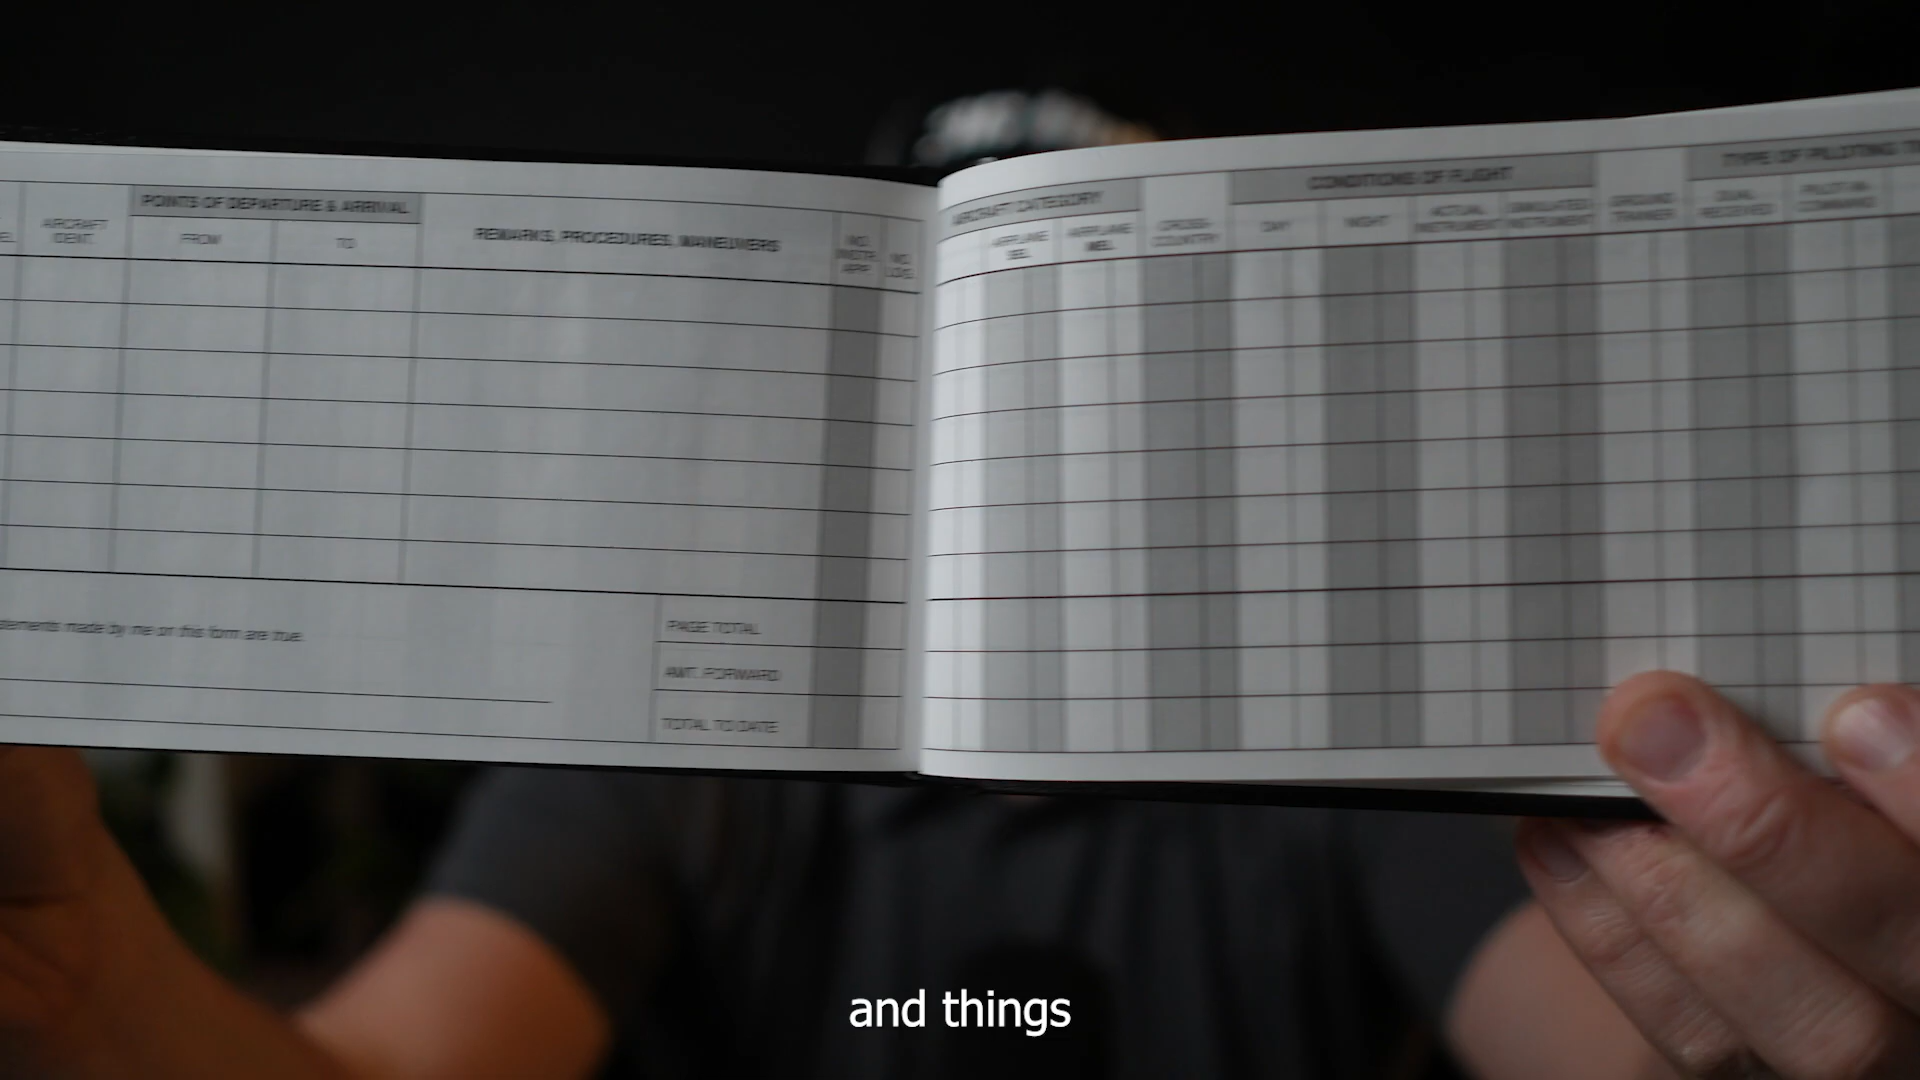 POINTS OF DEPARTURE & ARRIVAL
AIRCRAFT
IDENT.
FROM
TO
REMARKS, PROCEDURES, MANEUVERS
NO.
INSTR.
APP.
NO.
LDG.
AIRCRAFT CATEGORY
AIRPLANE
SEL
AIRPLANE
MEL
CROSS-
COUNTRY
CONDITIONS OF FLIGHT
DAY
NIGHT
ACTUAL
INSTRUMENT
SIMULATED
INSTRUMENT
GROUND
TRAINER
TYPE OF PILOTING
DUAL
RECEIVED
PILOT-IN-
COMMAND
made by me on this form are true.
PAGE TOTAL
AMT. FORWARD
TOTAL TO DATE
and things